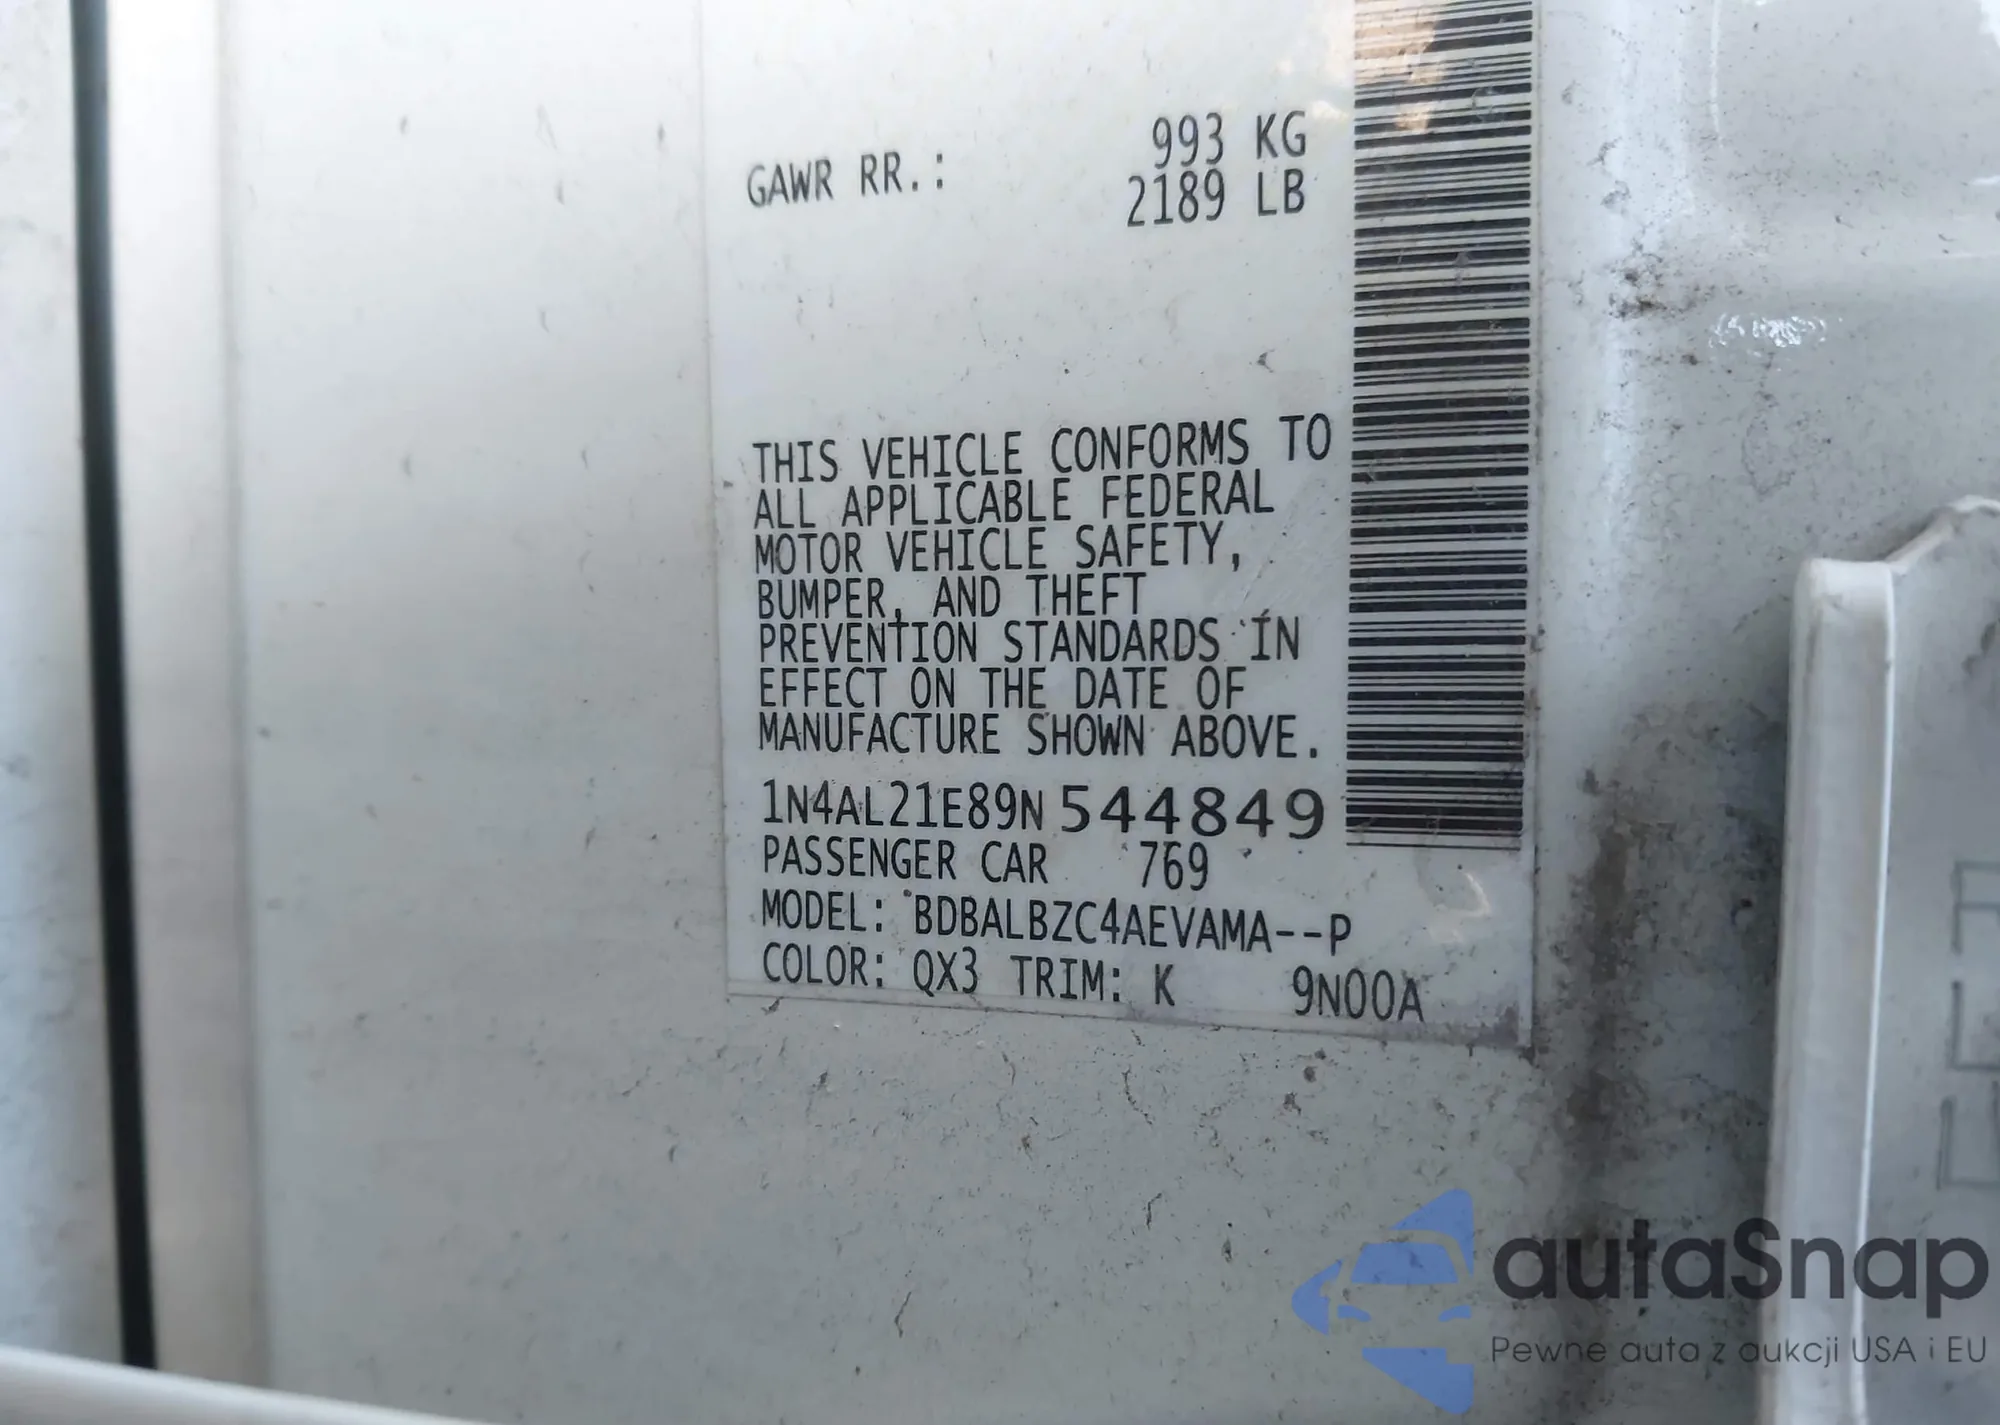 993 KG
GAWR RR.:
2189 LB
THIS VEHICLE CONFORMS TO
ALL APPLICABLE FEDERAL
MOTOR VEHICLE SAFETY,
BUMPER, AND THEFT
PREVENTION STANDARDS IN
EFFECT ON THE DATE OF
MANUFACTURE SHOWN ABOVE.
1N4AL21E89N544849
PASSENGER CAR 769
MODEL: BDBALBZC4AEVAMA--P
COLOR: QX3 TRIM: K 9N00A
autaSnap
Pewne auta z aukcji USA i EU